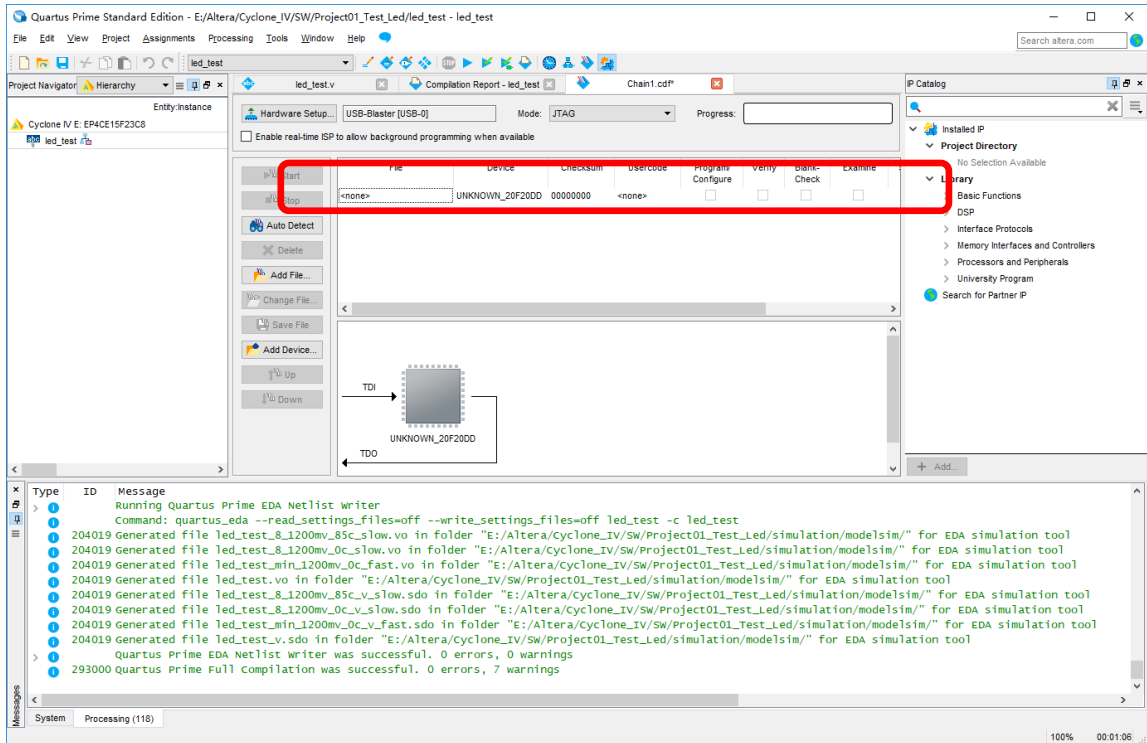 Quartus Prime Standard Edition - E:/Altera/Cyclone_IV/SW/Project01_Test_Led/led_test - led_test
File Edit View Project Assignments Processing Tools Window Help
Search altera.com
led_test
Project Navigator Hierarchy
led_test.v
Compilation Report - led_test
Chain1.cdf*
IP Catalog
Entity:Instance
Cyclone IV E: EP4CE15F23C8
led_test
Hardware Setup... USB-Blaster [USB-0] Mode: JTAG Progress:
Enable real-time ISP to allow background programming when available
Start
Stop
Auto Detect
Delete
Add File...
Change File...
Save File
Add Device...
Up
Down
File Device Checksum Usercode Program/ Verify Blank- Examine
Configure Check
<none> UNKNOWN_20F20DD 00000000 <none>
TDI
UNKNOWN_20F20DD
TDO
Installed IP
Project Directory
No Selection Available
Library
Basic Functions
DSP
Interface Protocols
Memory Interfaces and Controllers
Processors and Peripherals
University Program
Search for Partner IP
+ Add...
Type ID Message
Running Quartus Prime EDA Netlist Writer
Command: quartus_eda --read_settings_files=off --write_settings_files=off led_test -c led_test
204019 Generated file led_test_8_1200mv_85c_slow.vo in folder "E:/Altera/Cyclone_IV/SW/Project01_Test_Led/simulation/modelsim/" for EDA simulation tool
204019 Generated file led_test_8_1200mv_0c_slow.vo in folder "E:/Altera/Cyclone_IV/SW/Project01_Test_Led/simulation/modelsim/" for EDA simulation tool
204019 Generated file led_test_min_1200mv_0c_fast.vo in folder "E:/Altera/Cyclone_IV/SW/Project01_Test_Led/simulation/modelsim/" for EDA simulation tool
204019 Generated file led_test.vo in folder "E:/Altera/Cyclone_IV/SW/Project01_Test_Led/simulation/modelsim/" for EDA simulation tool
204019 Generated file led_test_8_1200mv_85c_v_slow.sdo in folder "E:/Altera/Cyclone_IV/SW/Project01_Test_Led/simulation/modelsim/" for EDA simulation tool
204019 Generated file led_test_8_1200mv_0c_v_slow.sdo in folder "E:/Altera/Cyclone_IV/SW/Project01_Test_Led/simulation/modelsim/" for EDA simulation tool
204019 Generated file led_test_min_1200mv_0c_v_fast.sdo in folder "E:/Altera/Cyclone_IV/SW/Project01_Test_Led/simulation/modelsim/" for EDA simulation tool
204019 Generated file led_test_v.sdo in folder "E:/Altera/Cyclone_IV/SW/Project01_Test_Led/simulation/modelsim/" for EDA simulation tool
Quartus Prime EDA Netlist Writer was successful. 0 errors, 0 warnings
293000 Quartus Prime Full Compilation was successful. 0 errors, 7 warnings
Messages
System Processing (118)
100% 00:01:06